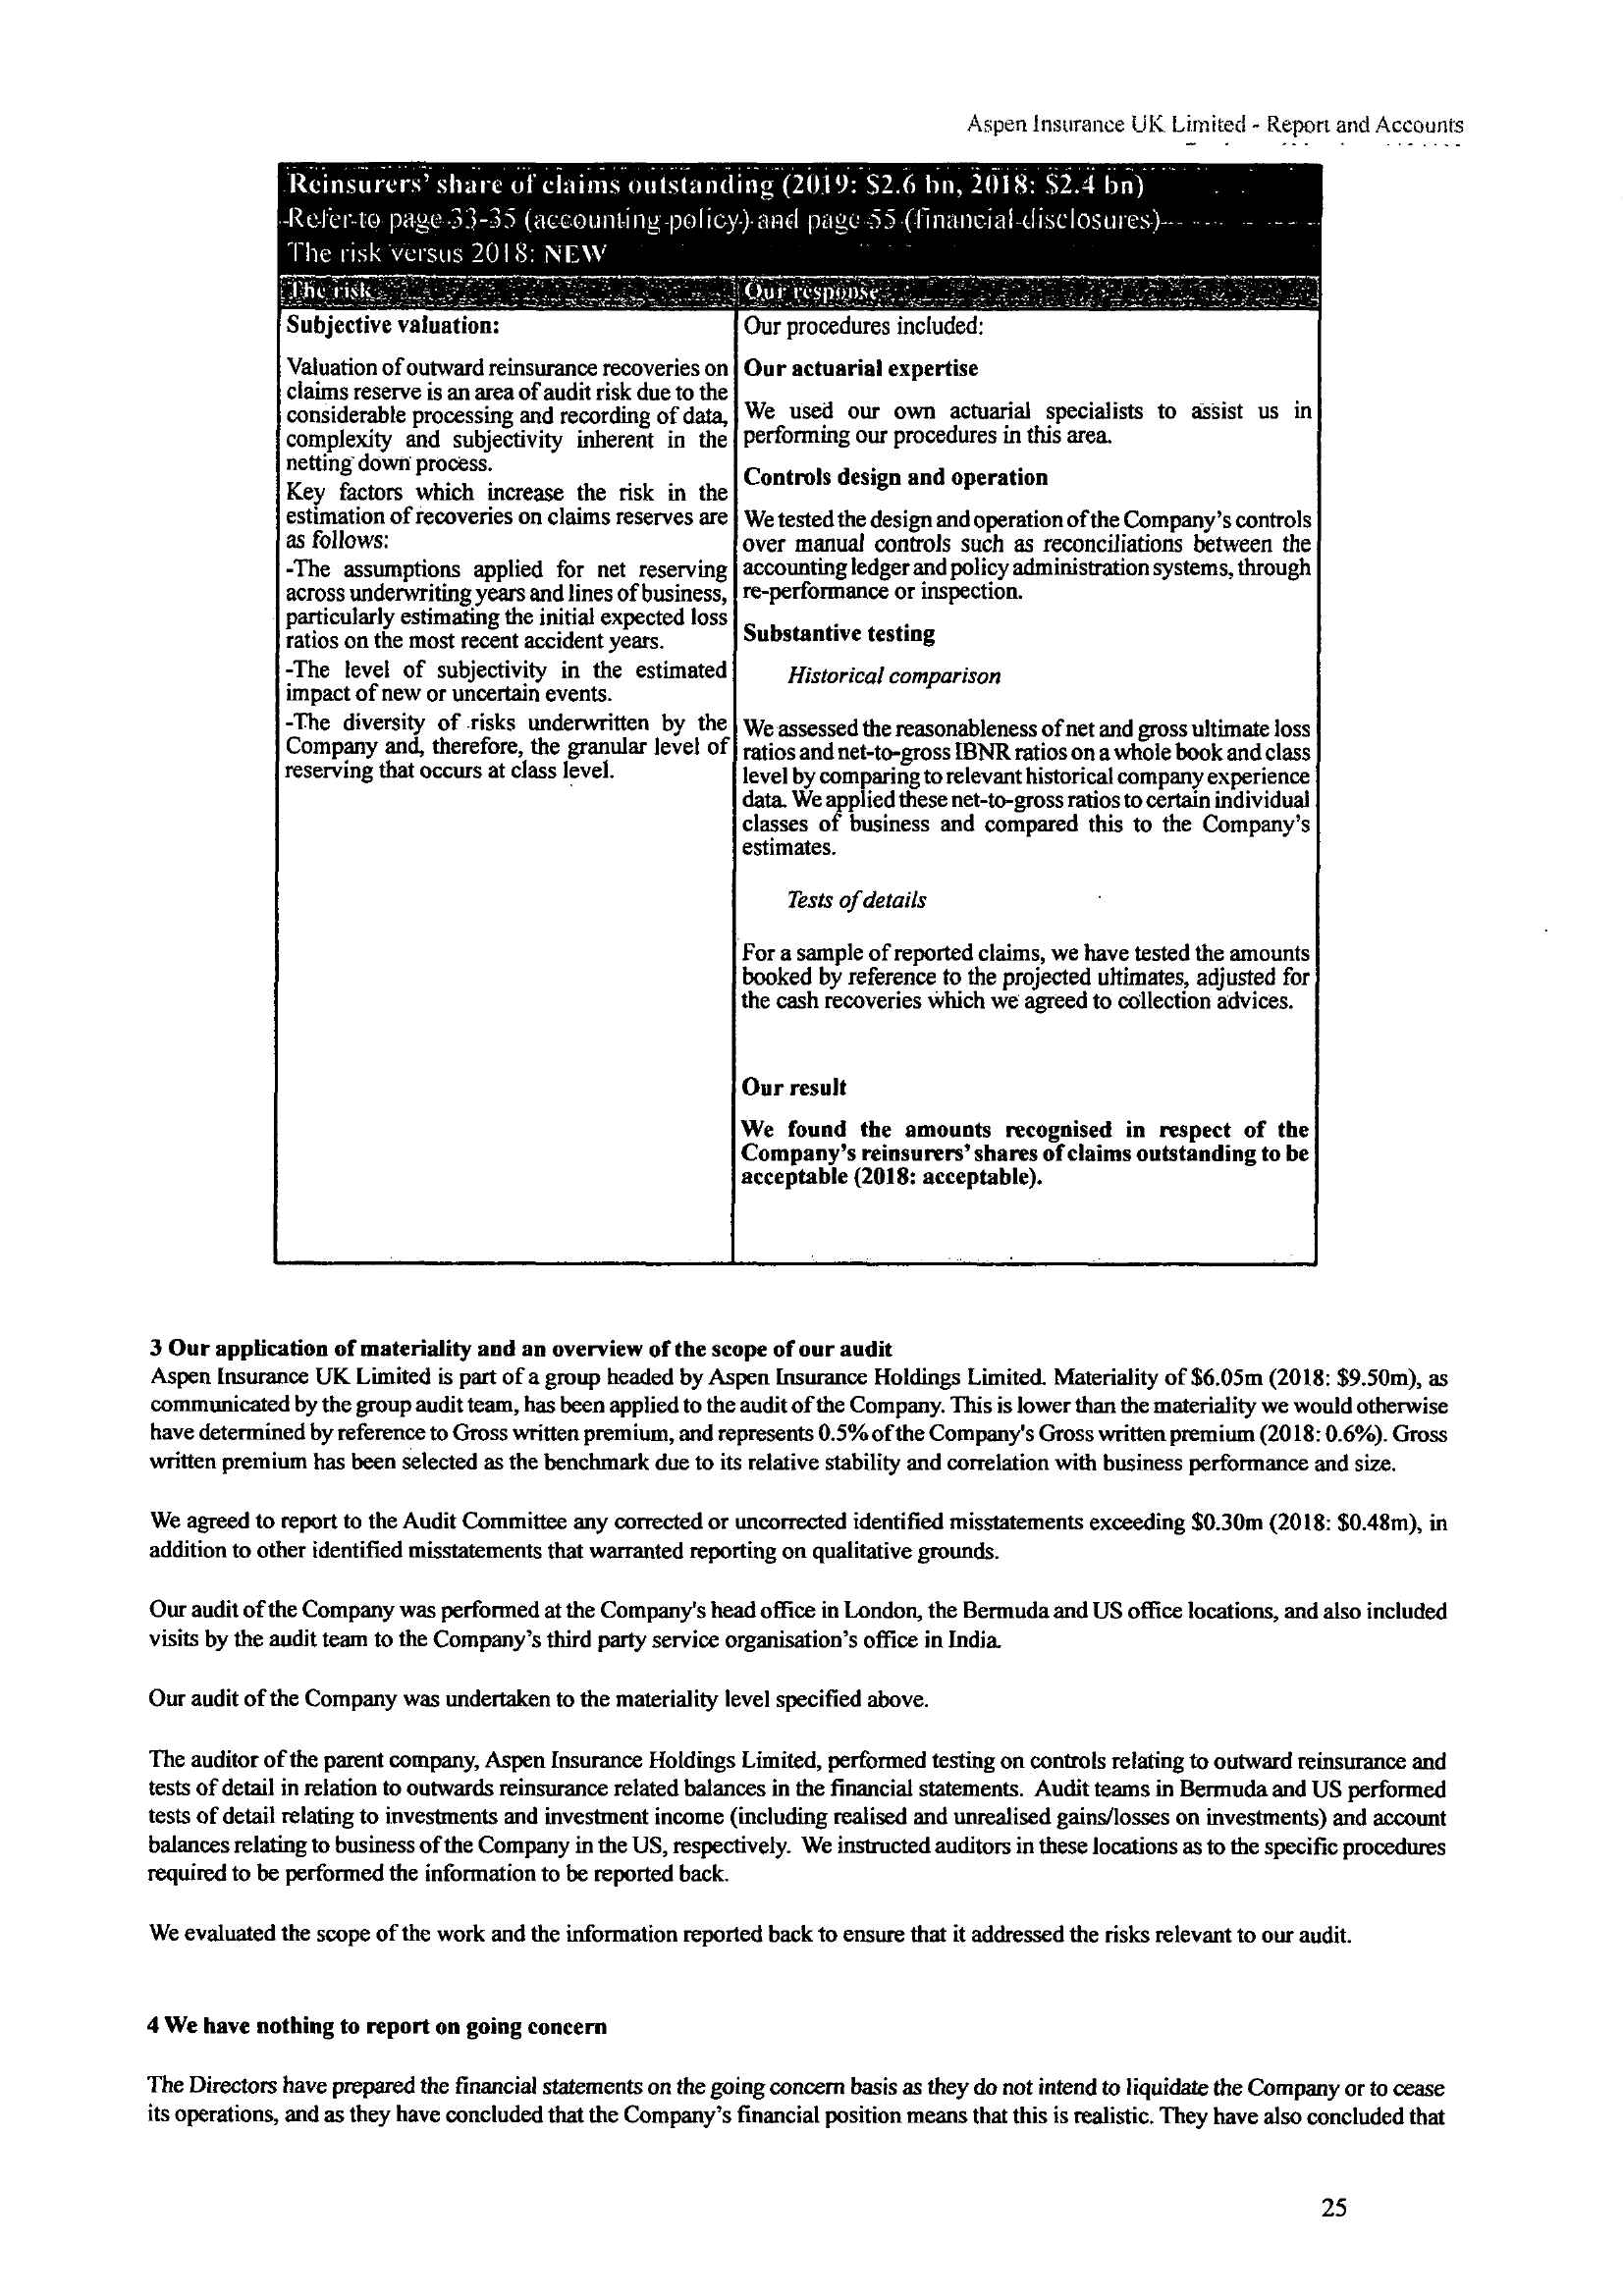 Aspen Insurance UK Limited - Report and Accounts
Reinsurers' share of claims outstanding (2019: $2.6 bn, 2018: $2.4 bn)
Refer to page 33-35 (accounting policy) and page 55 (financial disclosures)
The risk versus 2018: NEW
The risk
Subjective valuation:
Valuation of outward reinsurance recoveries on
claims reserve is an area of audit risk due to the
considerable processing and recording of data,
complexity and subjectivity inherent in the
netting down process.
Key factors which increase the risk in the
estimation of recoveries on claims reserves are
as follows:
-The assumptions applied for net reserving
across underwriting years and lines of business,
particularly estimating the initial expected loss
ratios on the most recent accident years.
-The level of subjectivity in the estimated
impact of new or uncertain events.
-The diversity of risks underwritten by the
Company and, therefore, the granular level of
reserving that occurs at class level.
Our response
Our procedures included:
Our actuarial expertise
We used our own actuarial specialists to assist us in
performing our procedures in this area.
Controls design and operation
We tested the design and operation of the Company's controls
over manual controls such as reconciliations between the
accounting ledger and policy administration systems, through
re-performance or inspection.
Substantive testing
Historical comparison
We assessed the reasonableness of net and gross ultimate loss
ratios and net-to-gross IBNR ratios on a whole book and class
level by comparing to relevant historical company experience
data. We applied these net-to-gross ratios to certain individual
classes of business and compared this to the Company's
estimates.
Tests of details
For a sample of reported claims, we have tested the amounts
booked by reference to the projected ultimates, adjusted for
the cash recoveries which we agreed to collection advices.
Our result
We found the amounts recognised in respect of the
Company's reinsurers' shares of claims outstanding to be
acceptable (2018: acceptable).
3 Our application of materiality and an overview of the scope of our audit
Aspen Insurance UK Limited is part of a group headed by Aspen Insurance Holdings Limited. Materiality of $6.05m (2018: $9.50m), as
communicated by the group audit team, has been applied to the audit of the Company. This is lower than the materiality we would otherwise
have determined by reference to Gross written premium, and represents 0.5% of the Company's Gross written premium (2018: 0.6%). Gross
written premium has been selected as the benchmark due to its relative stability and correlation with business performance and size.
We agreed to report to the Audit Committee any corrected or uncorrected identified misstatements exceeding $0.30m (2018: $0.48m), in
addition to other identified misstatements that warranted reporting on qualitative grounds.
Our audit of the Company was performed at the Company's head office in London, the Bermuda and US office locations, and also included
visits by the audit team to the Company's third party service organisation's office in India.
Our audit of the Company was undertaken to the materiality level specified above.
The auditor of the parent company, Aspen Insurance Holdings Limited, performed testing on controls relating to outward reinsurance and
tests of detail in relation to outwards reinsurance related balances in the financial statements. Audit teams in Bermuda and US performed
tests of detail relating to investments and investment income (including realised and unrealised gains/losses on investments) and account
balances relating to business of the Company in the US, respectively. We instructed auditors in these locations as to the specific procedures
required to be performed the information to be reported back.
We evaluated the scope of the work and the information reported back to ensure that it addressed the risks relevant to our audit.
4 We have nothing to report on going concern
The Directors have prepared the financial statements on the going concern basis as they do not intend to liquidate the Company or to cease
its operations, and as they have concluded that the Company's financial position means that this is realistic. They have also concluded that
25